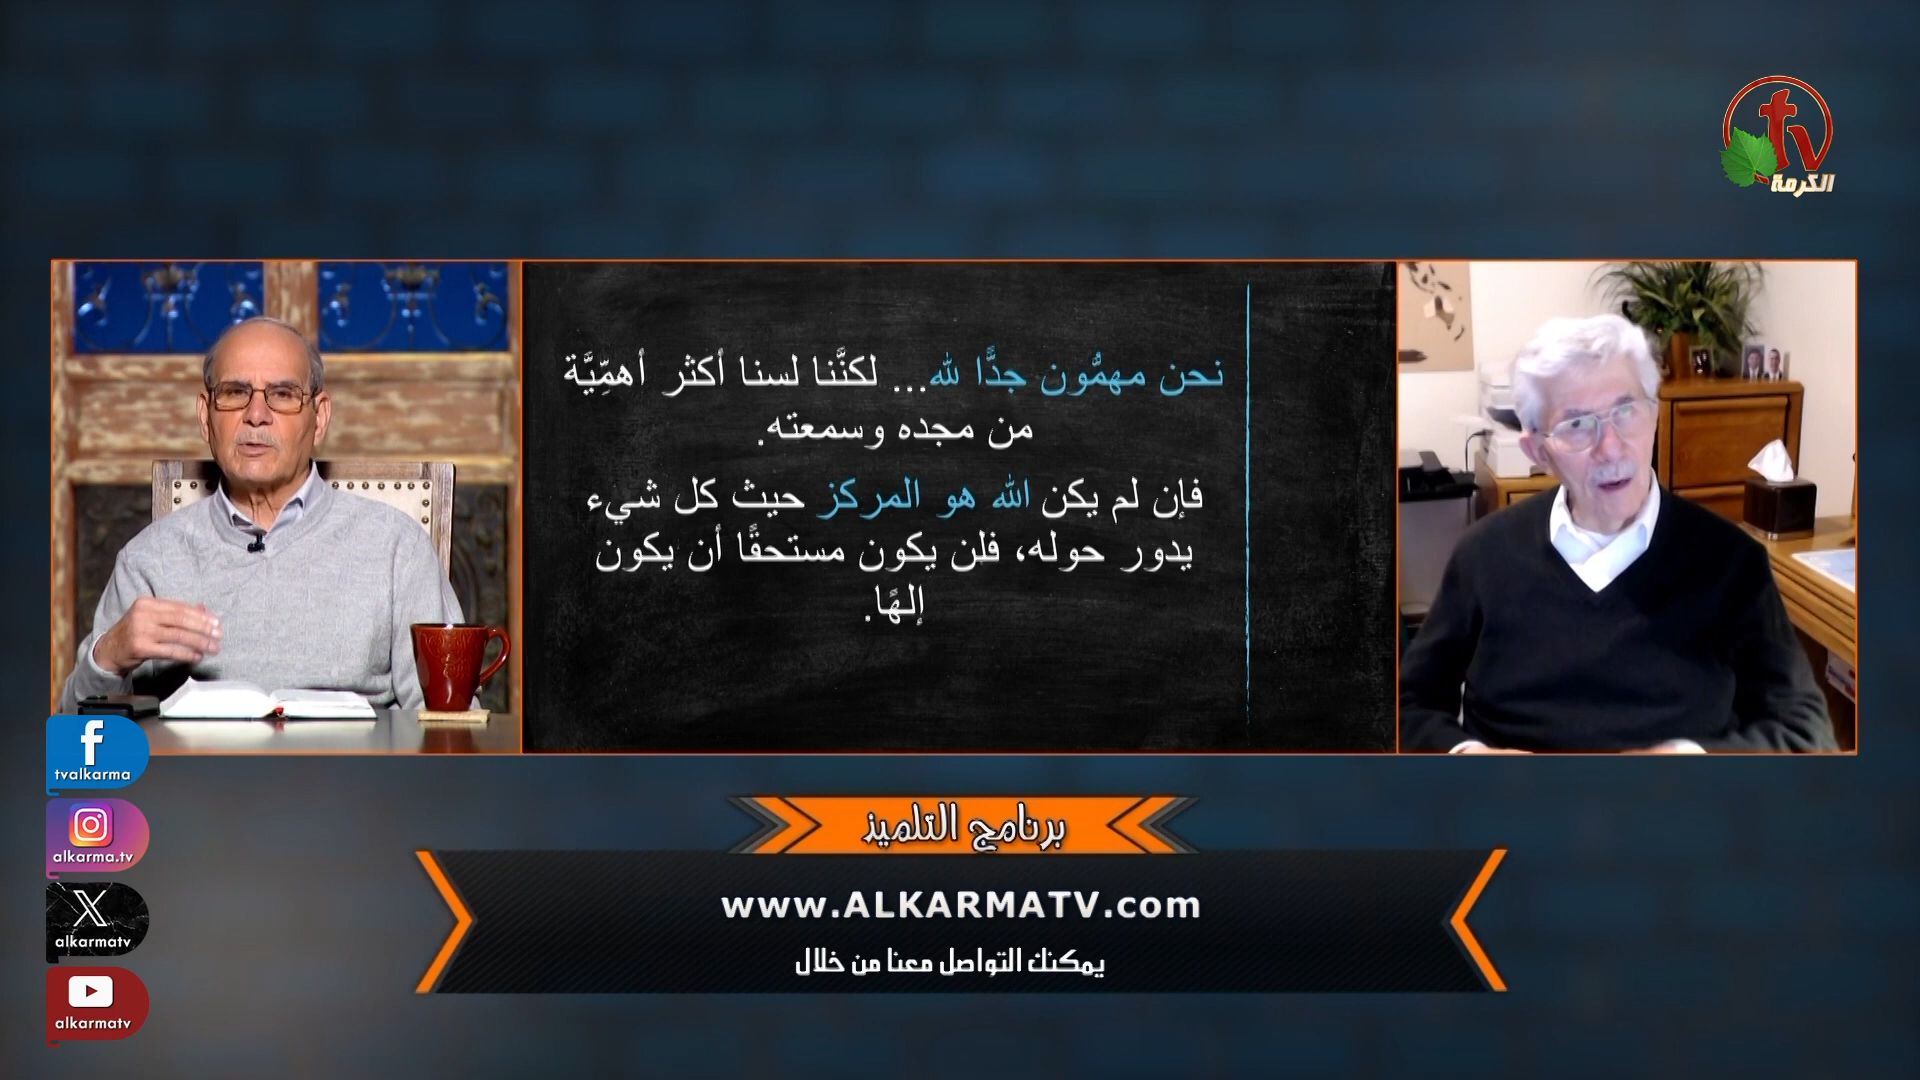 tv
الكرمة
نحن مهمُّون جدًّا لله... لكنَّنا لسنا أكثر أهمِّيَّة
من مجده وسمعته.
فإن لم يكن الله هو المركز حيث كل شيء
يدور حوله، فلن يكون مستحقًّا أن يكون
إلهًا.
tvalkarma
alkarma.tv
alkarmatv
alkarmatv
برنامج التلميذ
www.ALKARMATV.com
يمكنك التواصل معنا من خلال